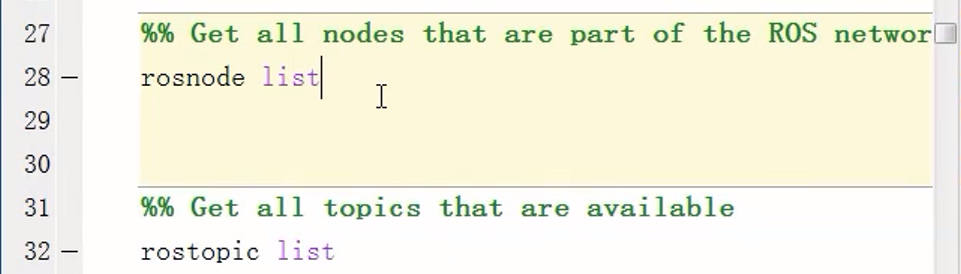 27 %% Get all nodes that are part of the ROS networ
28 — rosnode list
29
30
31 %% Get all topics that are available
32 — rostopic list